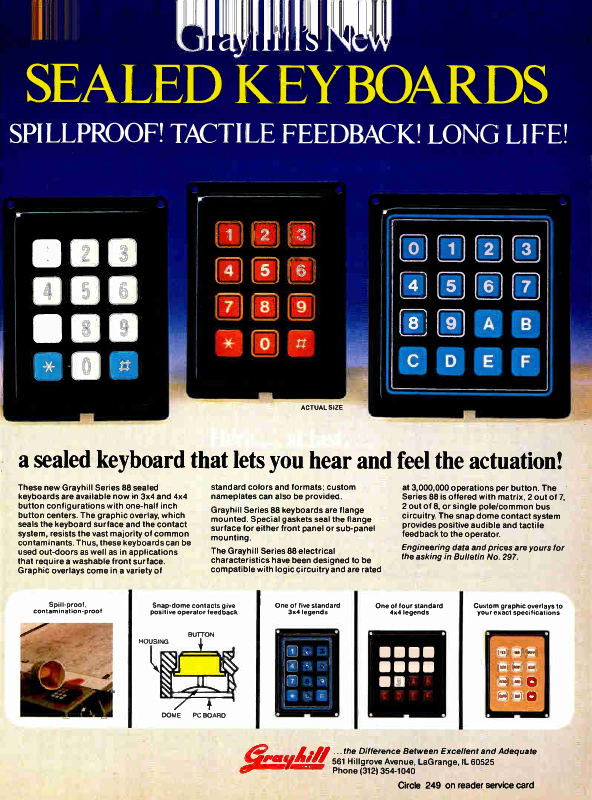 Grayhill's New
SEALED KEYBOARDS
SPILLPROOF! TACTILE FEEDBACK! LONG LIFE!
2 3
4 5 6
8 9
* 0 #
1 2 3
4 5 6
7 8 9
* 0 #
0 1 2 3
4 5 6 7
8 9 A B
C D E F
ACTUAL SIZE
Here.... at last....
a sealed keyboard that lets you hear and feel the actuation!
These new Grayhill Series 88 sealed
keyboards are available now in 3x4 and 4x4
button configurations with one-half inch
button centers. The graphic overlay, which
seals the keyboard surface and the contact
system, resists the vast majority of common
contaminants. Thus, these keyboards can be
used out-doors as well as in applications
that require a washable front surface.
Graphic overlays come in a variety of
standard colors and formats; custom
nameplates can also be provided.
Grayhill Series 88 keyboards are flange
mounted. Special gaskets seal the flange
surface for either front panel or sub-panel
mounting.
The Grayhill Series 88 electrical
characteristics have been designed to be
compatible with logic circuitry and are rated
at 3,000,000 operations per button. The
Series 88 is offered with matrix, 2 out of 7,
2 out of 8, or single pole/common bus
circuitry. The snap dome contact system
provides positive audible and tactile
feedback to the operator.
Engineering data and prices are yours for
the asking in Bulletin No. 297.
Spill-proof,
contamination-proof
Snap-dome contacts give
positive operator feedback
BUTTON
HOUSING
DOME
PC BOARD
One of five standard
3x4 legends
One of four standard
4x4 legends
Custom graphic overlays to
your exact specifications
Grayhill
...the Difference Between Excellent and Adequate
561 Hillgrove Avenue, LaGrange, IL 60525
Phone (312) 354-1040
Circle 249 on reader service card